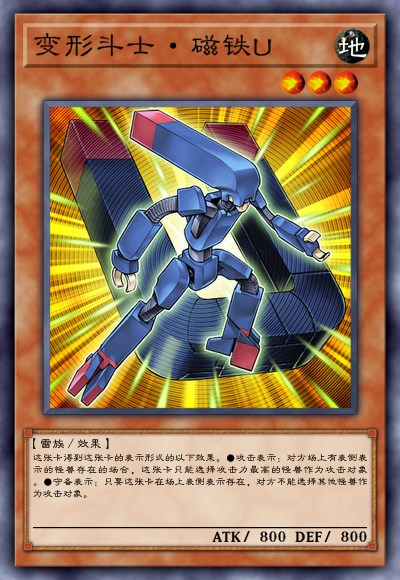 变形斗士·磁铁U
地
【雷族/效果】
这张卡得到这张卡的表示形式的以下效果。●攻击表示：对方场上有表侧表
示的怪兽存在的场合，这张卡只能选择攻击力最高的怪兽作为攻击对象
。●守备表示：只要这张卡在场上表侧表示存在，对方不能选择其他怪兽作
为攻击对象。
ATK/ 800 DEF/ 800